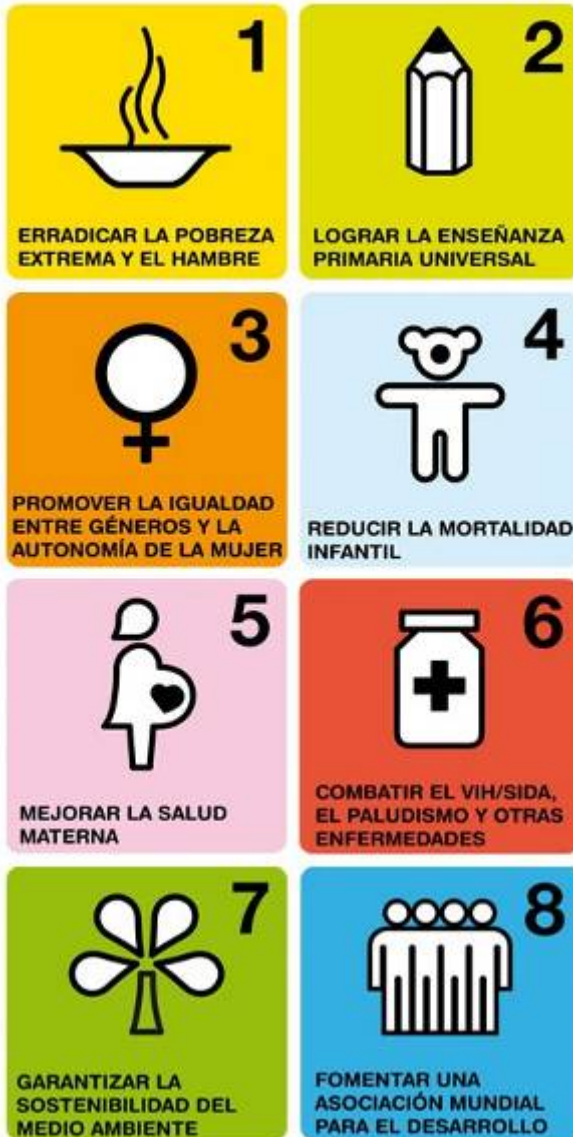 1
ERRADICAR LA POBREZA
EXTREMA Y EL HAMBRE
2
LOGRAR LA ENSEÑANZA
PRIMARIA UNIVERSAL
3
PROMOVER LA IGUALDAD
ENTRE GÉNEROS Y LA
AUTONOMÍA DE LA MUJER
4
REDUCIR LA MORTALIDAD
INFANTIL
5
MEJORAR LA SALUD
MATERNA
6
COMBATIR EL VIH/SIDA,
EL PALUDISMO Y OTRAS
ENFERMEDADES
7
GARANTIZAR LA
SOSTENIBILIDAD DEL
MEDIO AMBIENTE
8
FOMENTAR UNA
ASOCIACIÓN MUNDIAL
PARA EL DESARROLLO